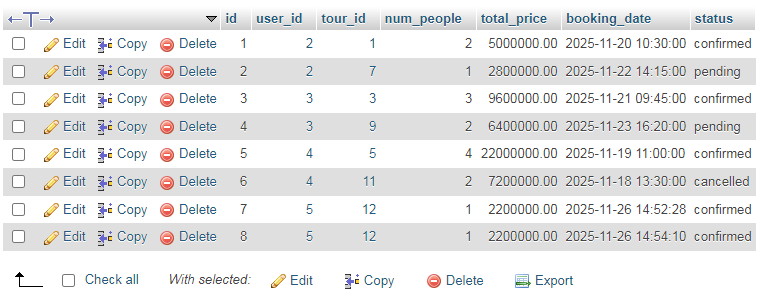 id user_id tour_id num_people total_price booking_date status
Edit Copy Delete 1 2 1 2 5000000.00 2025-11-20 10:30:00 confirmed
Edit Copy Delete 2 2 7 1 2800000.00 2025-11-22 14:15:00 pending
Edit Copy Delete 3 3 3 3 9600000.00 2025-11-21 09:45:00 confirmed
Edit Copy Delete 4 3 9 2 6400000.00 2025-11-23 16:20:00 pending
Edit Copy Delete 5 4 5 4 22000000.00 2025-11-19 11:00:00 confirmed
Edit Copy Delete 6 4 11 2 7200000.00 2025-11-18 13:30:00 cancelled
Edit Copy Delete 7 5 12 1 2200000.00 2025-11-26 14:52:28 confirmed
Edit Copy Delete 8 5 12 1 2200000.00 2025-11-26 14:54:10 confirmed
Check all With selected: Edit Copy Delete Export